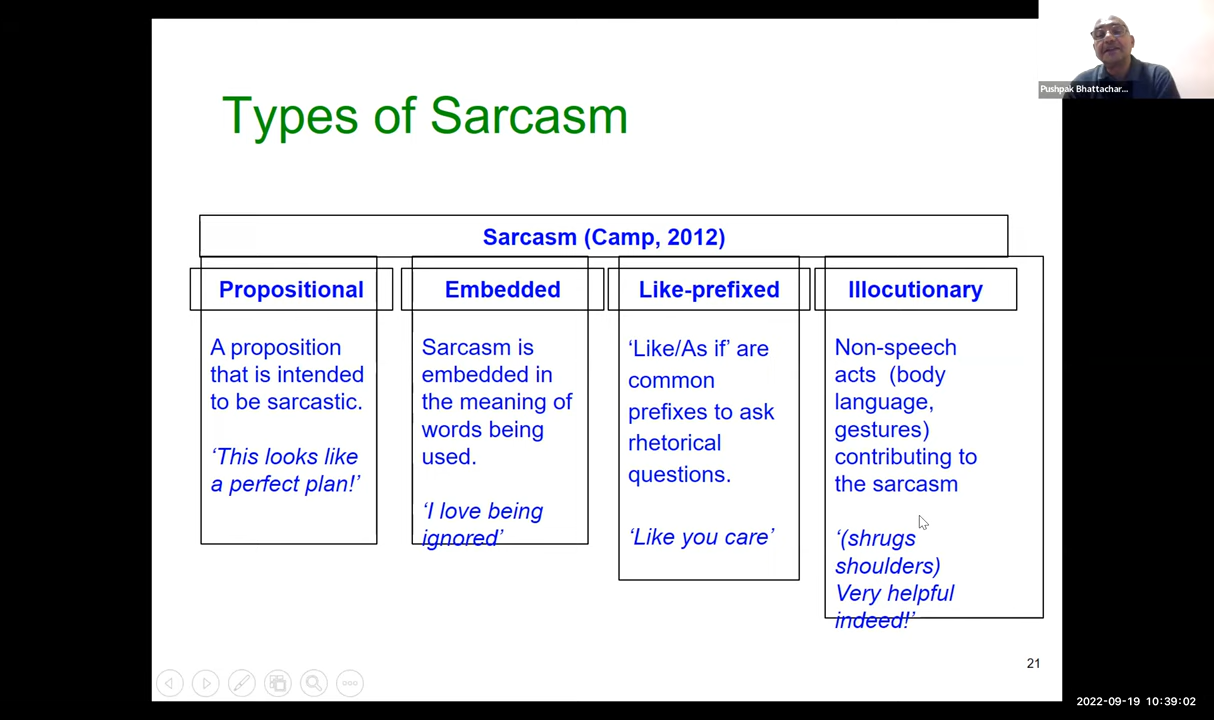 Pushpak Bhattachar...
Types of Sarcasm
Sarcasm (Camp, 2012)
Propositional
A proposition
that is intended
to be sarcastic.
‘This looks like
a perfect plan!’
Embedded
Sarcasm is
embedded in
the meaning of
words being
used.
‘I love being
ignored’
Like-prefixed
‘Like/As if’ are
common
prefixes to ask
rhetorical
questions.
‘Like you care’
Illocutionary
Non-speech
acts (body
language,
gestures)
contributing to
the sarcasm
‘(shrugs
shoulders)
Very helpful
indeed!’
21
2022-09-19 10:39:02